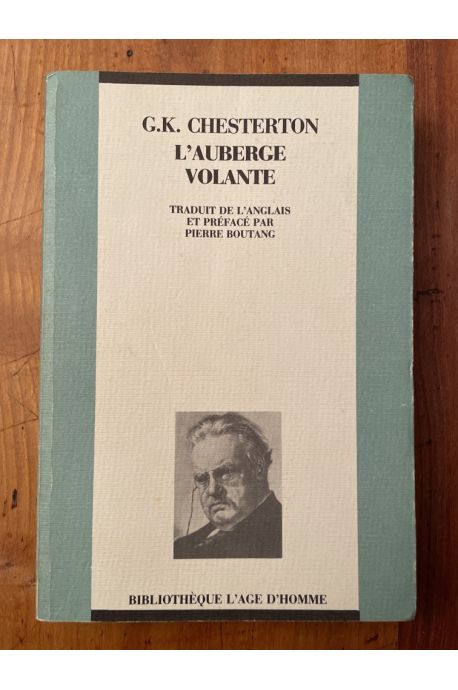 G.K. CHESTERTON
L'AUBERGE
VOLANTE
TRADUIT DE L'ANGLAIS
ET PRÉFACÉ PAR
PIERRE BOUTANG
BIBLIOTHÈQUE L'AGE D'HOMME